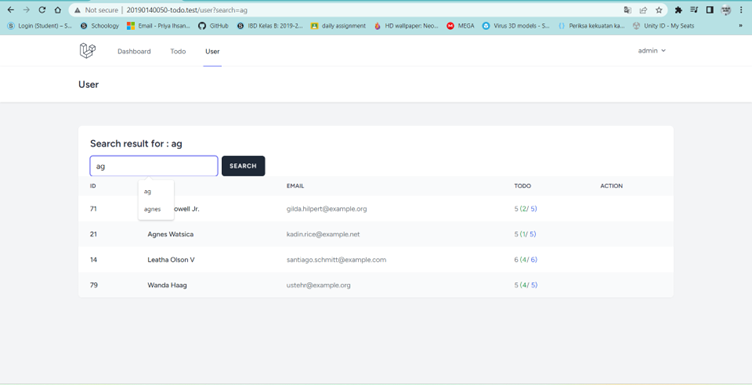 Not secure | 20190140050-todo.test/user?search=ag
Login (Student) – S... Schoology Email – Priya Ihsan... GitHub IBD Kelas B: 2019-2... daily assignment HD wallpaper: Neo... MEGA Virus 3D models - S... Periksa kekuatan ka... Unity ID - My Seats »
Dashboard Todo User admin
User
Search result for : ag
ag SEARCH
ag
agnes
ID EMAIL TODO ACTION
71 owell Jr. gilda.hilpert@example.org 5 (2/ 5)
21 Agnes Watsica kadin.rice@example.net 5 (1/ 5)
14 Leatha Olson V santiago.schmitt@example.com 6 (4/ 6)
79 Wanda Haag ustehr@example.org 5 (4/ 5)